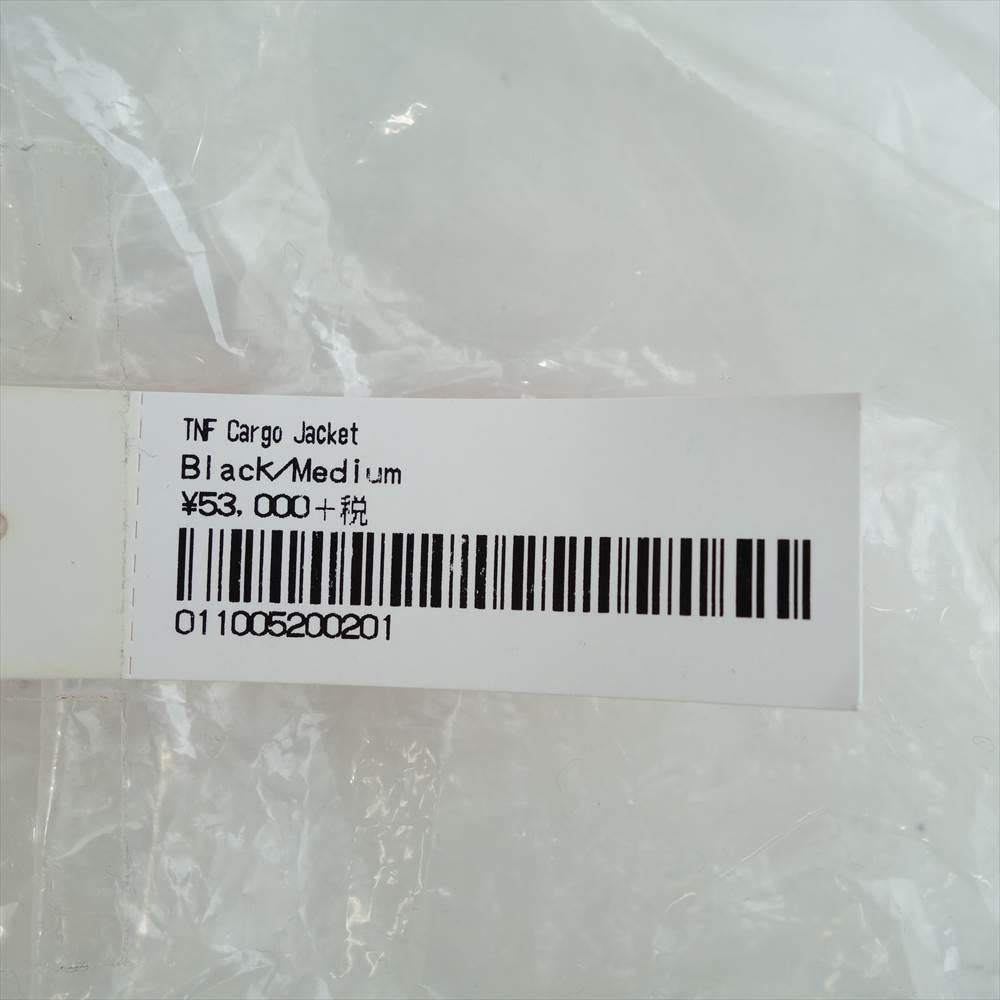 TNF Cargo Jacket
Black/Medium
¥53,000+税
011005200201